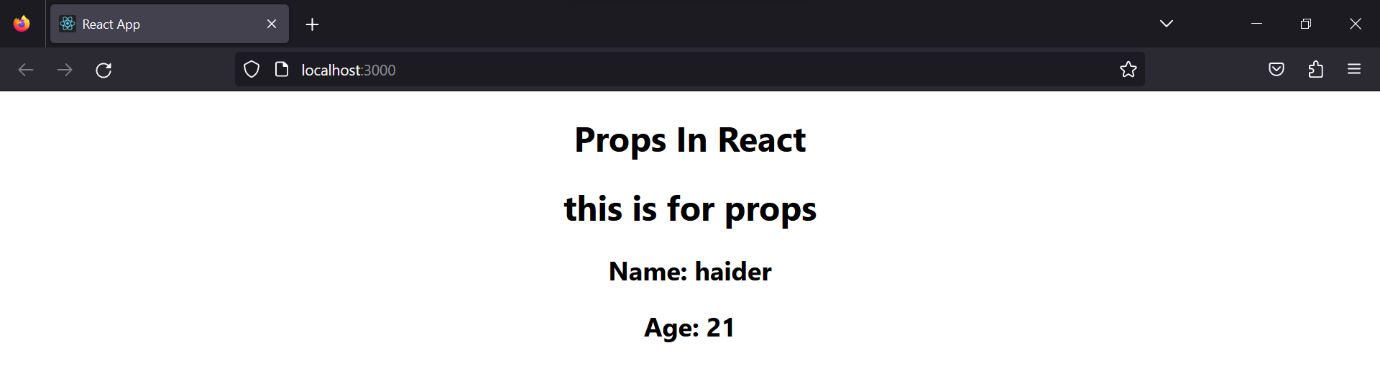 React App
localhost:3000
Props In React
this is for props
Name: haider
Age: 21